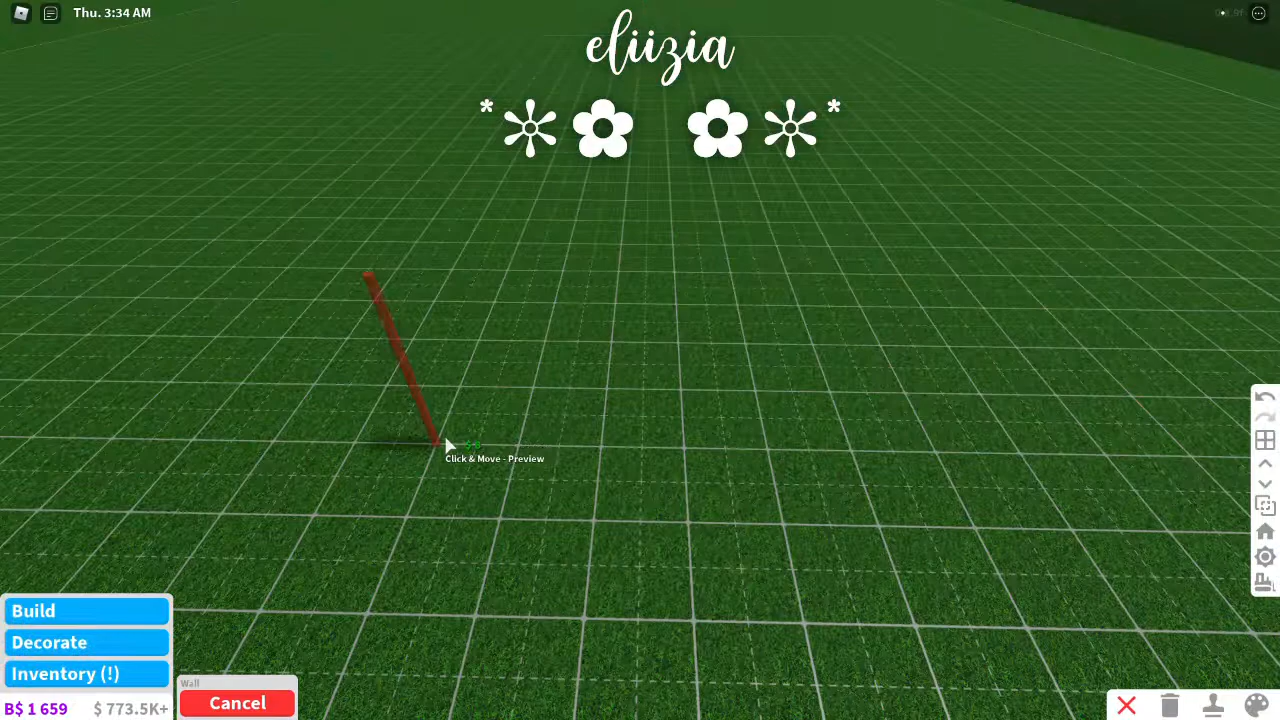 Thu. 3:34 AM
eliizia
Click & Move - Preview
Build
Decorate
Inventory (!)
Wall
Cancel
B$ 1 659
$ 773.5K+